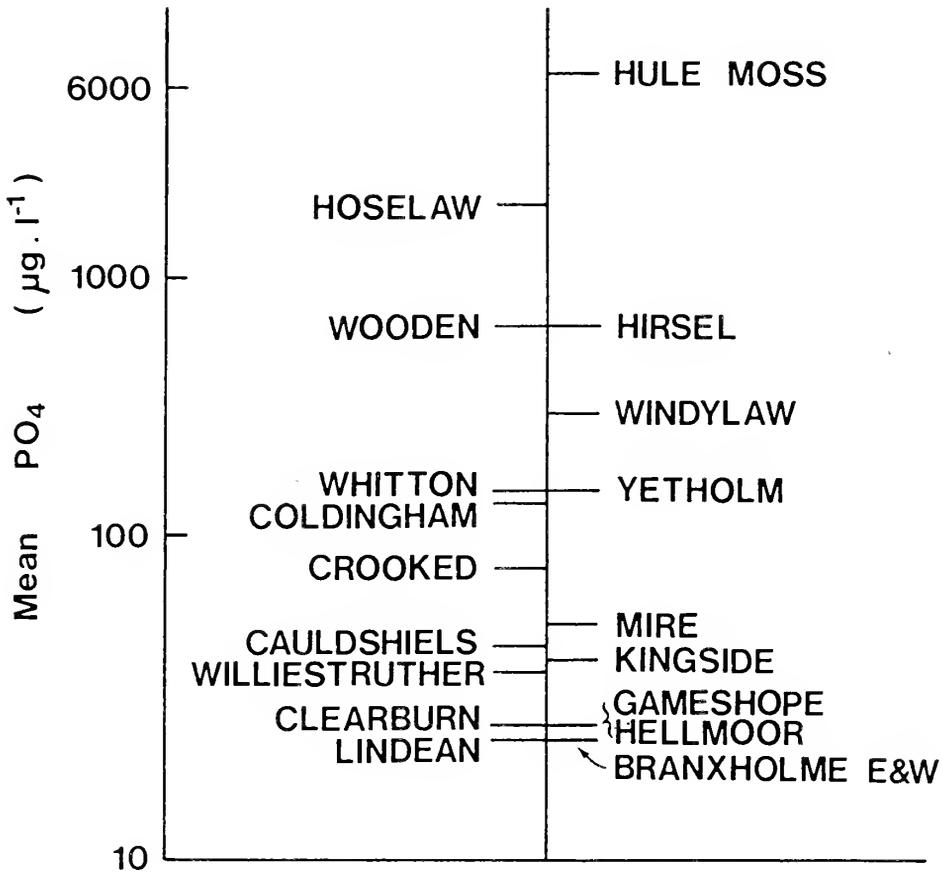 6000
HULE MOSS
HOSELAW
1000
WOODEN
HIRSEL
WINDYLAW
WHITTON
YETHOLM
COLDINGHAM
100
CROOKED
MIRE
CAULDSHIELS
KINGSIDE
WILLIESTRUTHER
GAMESHOPE
CLEARBURN
HELLMOOR
LINDEAN
BRANXHOLME E&W
10
Mean PO₄ (µg . l⁻¹)